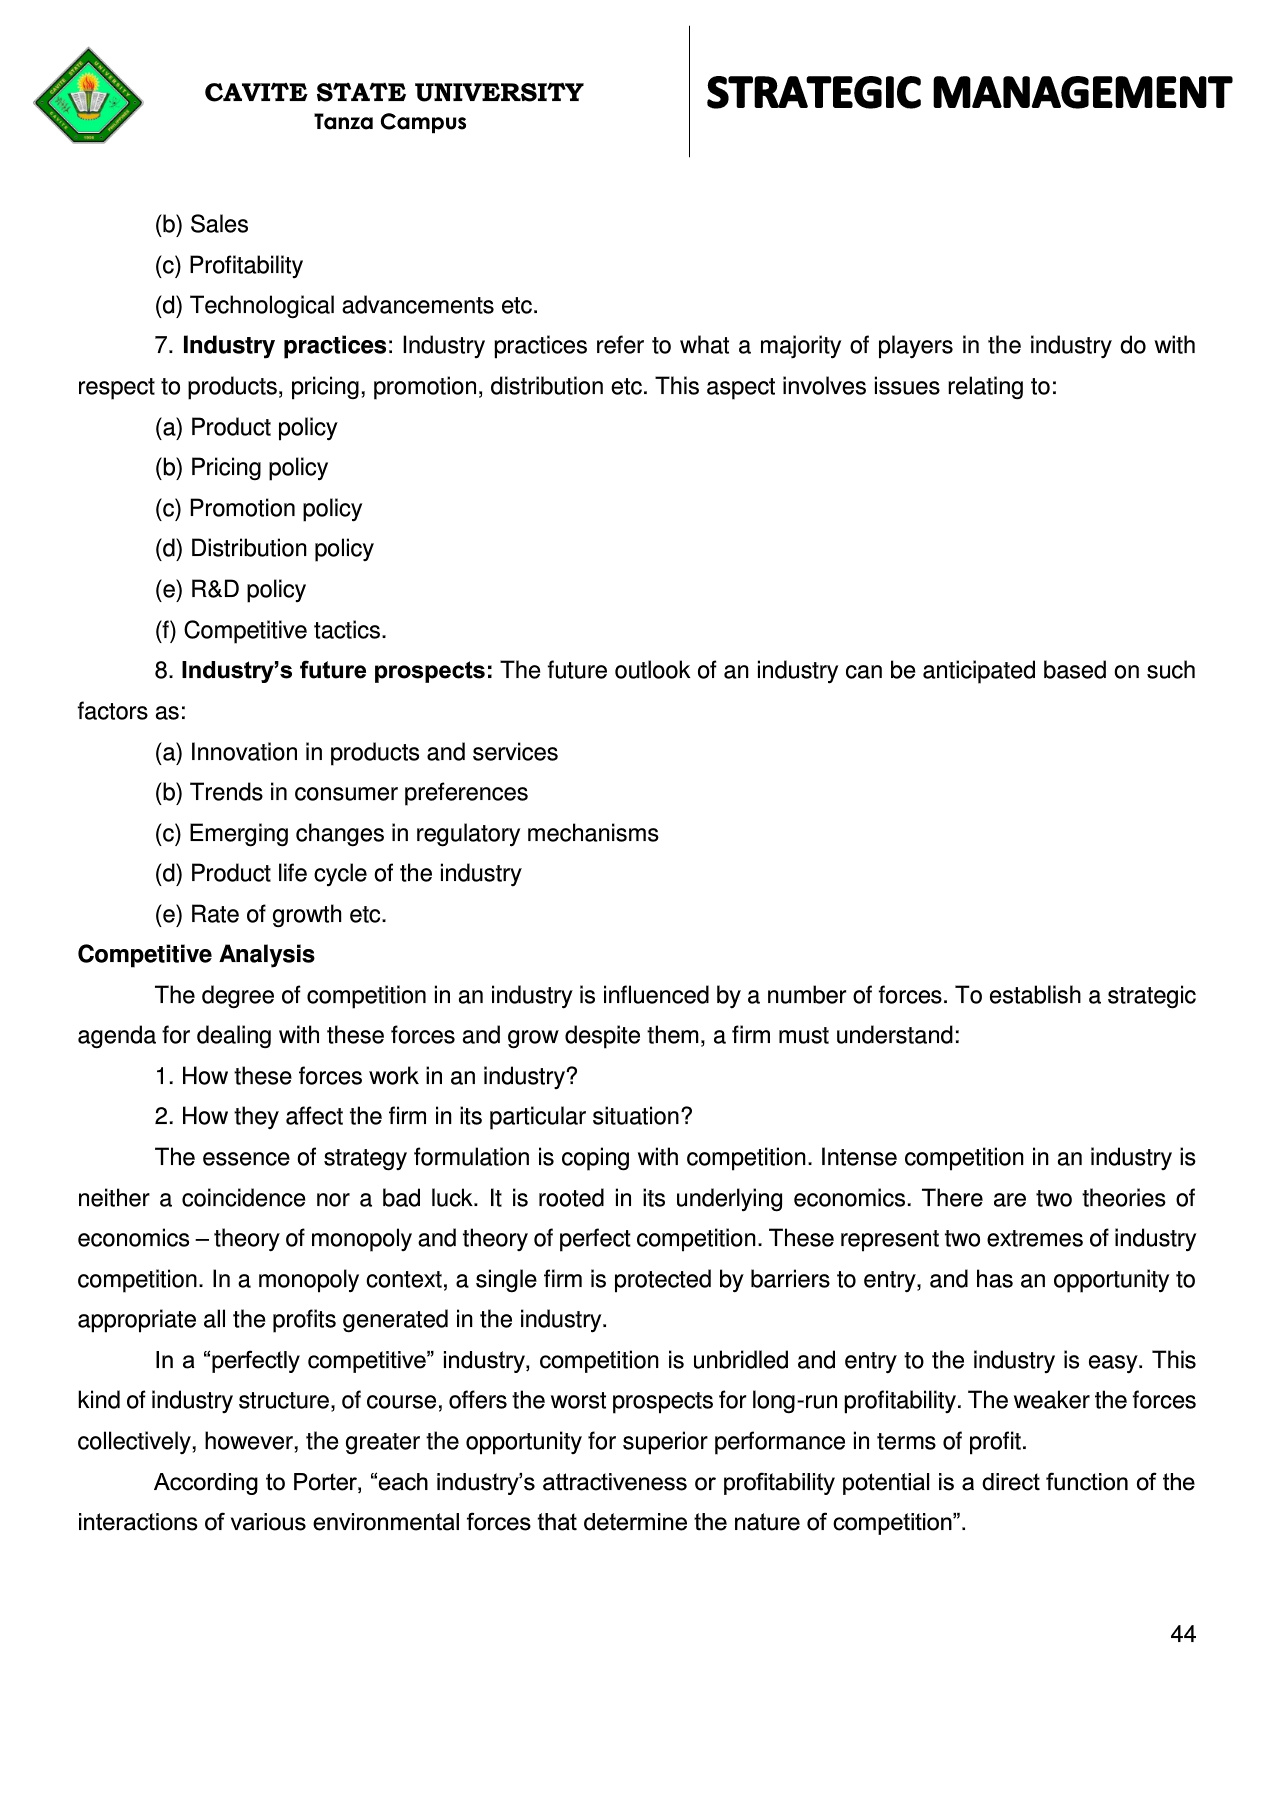 CAVITE STATE UNIVERSITY
Tanza Campus
STRATEGIC MANAGEMENT
(b) Sales
(c) Profitability
(d) Technological advancements etc.
7. Industry practices: Industry practices refer to what a majority of players in the industry do with
respect to products, pricing, promotion, distribution etc. This aspect involves issues relating to:
(a) Product policy
(b) Pricing policy
(c) Promotion policy
(d) Distribution policy
(e) R&D policy
(f) Competitive tactics.
8. Industry’s future prospects: The future outlook of an industry can be anticipated based on such
factors as:
(a) Innovation in products and services
(b) Trends in consumer preferences
(c) Emerging changes in regulatory mechanisms
(d) Product life cycle of the industry
(e) Rate of growth etc.
Competitive Analysis
The degree of competition in an industry is influenced by a number of forces. To establish a strategic
agenda for dealing with these forces and grow despite them, a firm must understand:
1. How these forces work in an industry?
2. How they affect the firm in its particular situation?
The essence of strategy formulation is coping with competition. Intense competition in an industry is
neither a coincidence nor a bad luck. It is rooted in its underlying economics. There are two theories of
economics – theory of monopoly and theory of perfect competition. These represent two extremes of industry
competition. In a monopoly context, a single firm is protected by barriers to entry, and has an opportunity to
appropriate all the profits generated in the industry.
In a “perfectly competitive” industry, competition is unbridled and entry to the industry is easy. This
kind of industry structure, of course, offers the worst prospects for long-run profitability. The weaker the forces
collectively, however, the greater the opportunity for superior performance in terms of profit.
According to Porter, “each industry’s attractiveness or profitability potential is a direct function of the
interactions of various environmental forces that determine the nature of competition”.
44